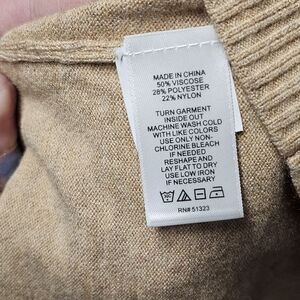 MADE IN CHINA
50% VISCOSE
28% POLYESTER
22% NYLON
TURN GARMENT
INSIDE OUT
MACHINE WASH COLD
WITH LIKE COLORS
USE ONLY NON-
CHLORINE BLEACH
IF NEEDED
RESHAPE AND
LAY FLAT TO DRY
USE LOW IRON
IF NECESSARY
RN# 51323